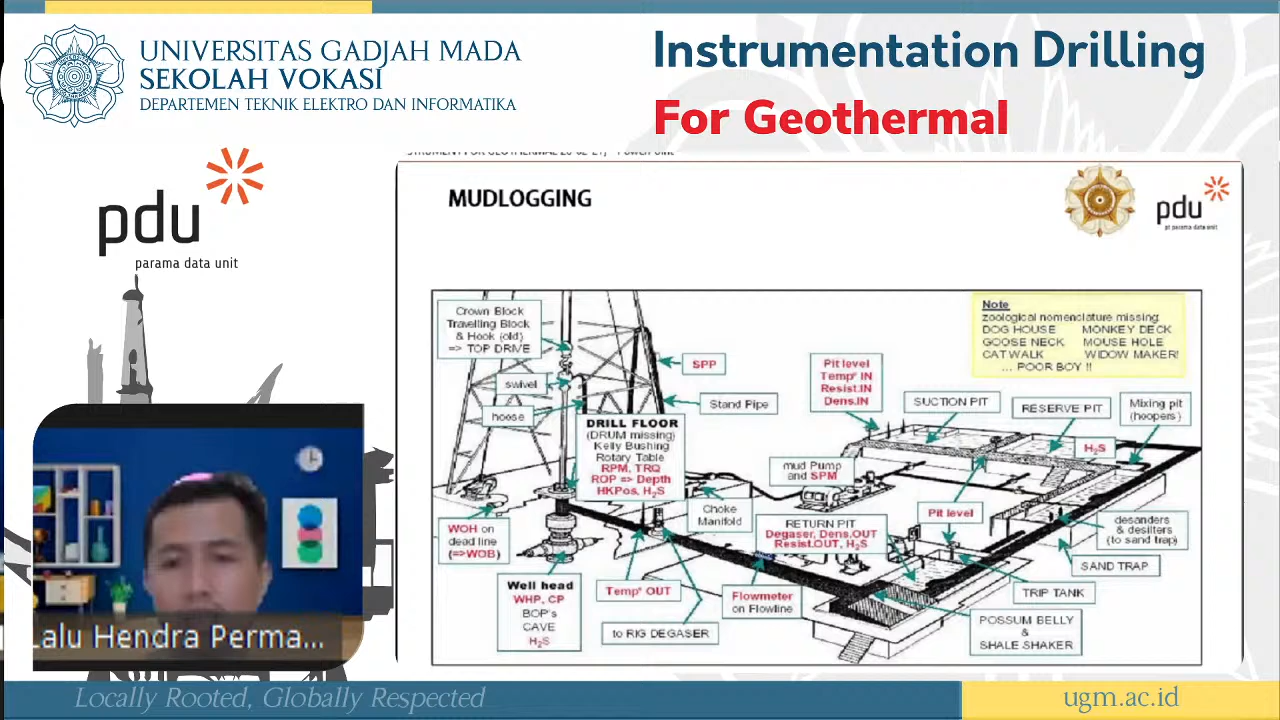 UNIVERSITAS GADJAH MADA
SEKOLAH VOKASI
DEPARTEMEN TEKNIK ELEKTRO DAN INFORMATIKA
Instrumentation Drilling
For Geothermal
pdu
parama data unit
MUDLOGGING
pdu
pt parama data unit
Crown Block
Travelling Block
& Hook (old)
=> TOP DRIVE
swivel
hoose
SPP
Stand Pipe
DRILL FLOOR
(DRUM missing)
Kelly Bushing
Rotary Table
RPM, TRQ
ROP => Depth
HKPos, H₂S
WOH on
dead line
(=>WOB)
Well head
WHP, CP
BOP's
CAVE
H₂S
Choke
Manifold
Temp° OUT
to RIG DEGASER
Flowmeter
on Flowline
mud Pump
and SPM
RETURN PIT
Degaser, Dens.OUT
Resist.OUT, H₂S
Pit level
Temp° IN
Resist.IN
Dens.IN
SUCTION PIT
RESERVE PIT
Mixing pit
(hoopers)
H₂S
Pit level
desanders
& desilters
(to sand trap)
SAND TRAP
TRIP TANK
POSSUM BELLY
&
SHALE SHAKER
Note
zoological nomenclature missing:
DOG HOUSE MONKEY DECK
GOOSE NECK MOUSE HOLE
CAT WALK WIDOW MAKER!
... POOR BOY !!
Lalu Hendra Perma...
Locally Rooted, Globally Respected
ugm.ac.id